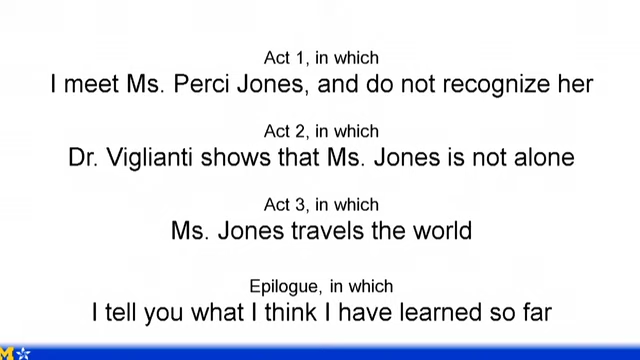 Act 1, in which
I meet Ms. Perci Jones, and do not recognize her
Act 2, in which
Dr. Viglianti shows that Ms. Jones is not alone
Act 3, in which
Ms. Jones travels the world
Epilogue, in which
I tell you what I think I have learned so far
M